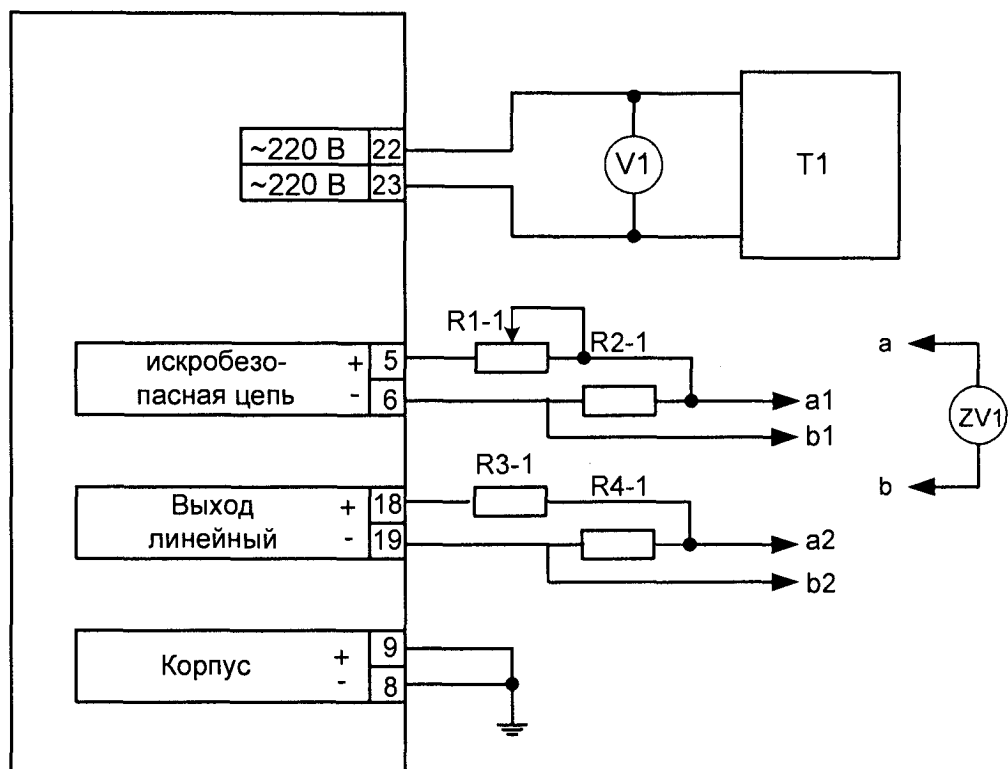 ~220 В 22
~220 В 23
V1
T1
R1-1
R2-1
искробезо-
пасная цепь
+ 5
- 6
a1
b1
a
ZV1
b
R3-1
R4-1
Выход
линейный
+ 18
- 19
a2
b2
Корпус
+ 9
- 8